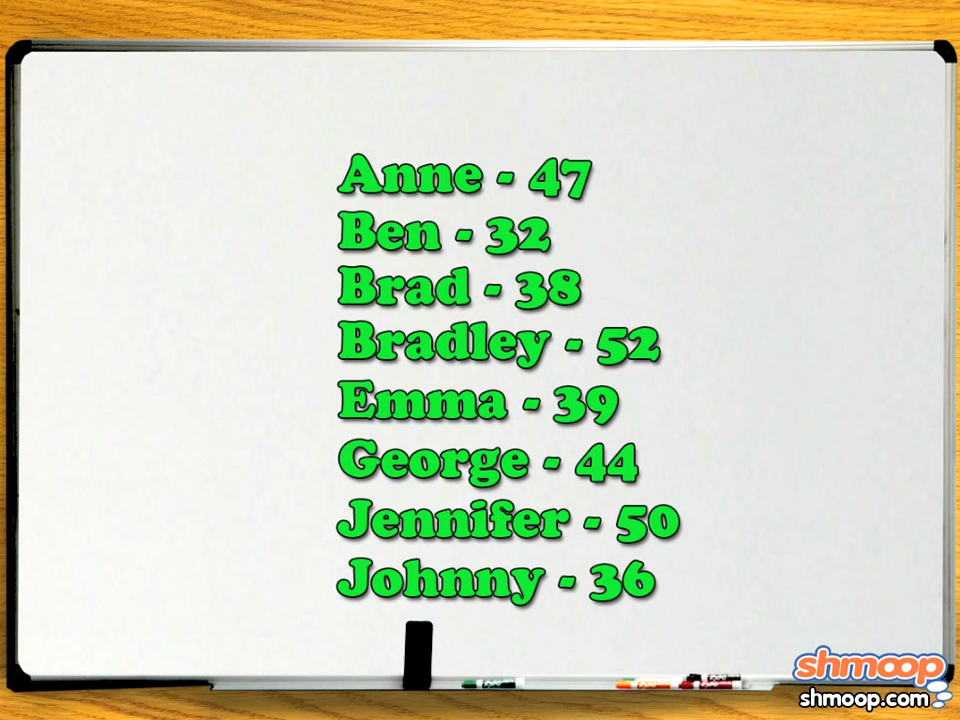 Anne - 47
Ben - 32
Brad - 38
Bradley - 52
Emma - 39
George - 44
Jennifer - 50
Johnny - 36
shmoop
shmoop.com